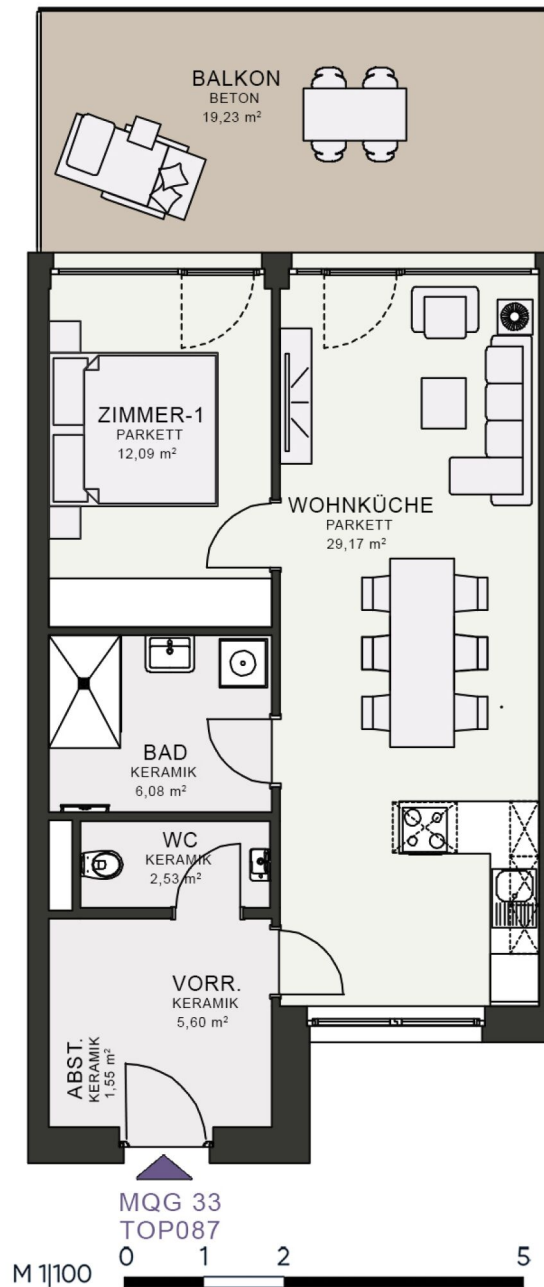 BALKON
BETON
19,23 m²
ZIMMER-1
PARKETT
12,09 m²
WOHNKÜCHE
PARKETT
29,17 m²
BAD
KERAMIK
6,08 m²
WC
KERAMIK
2,53 m²
VORR.
KERAMIK
5,60 m²
ABST.
KERAMIK
1,55 m²
MQG 33
TOP087
M 1|100 0 1 2 5